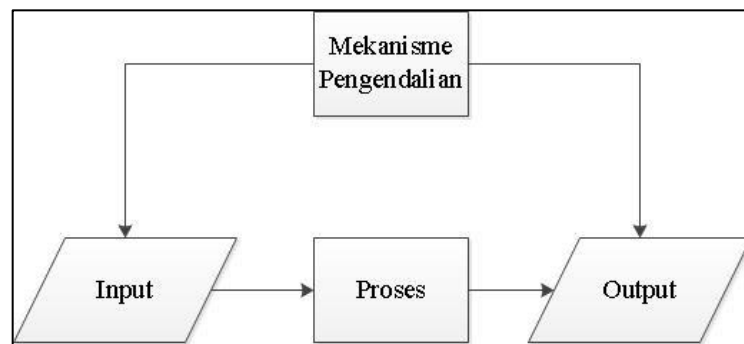 Mekanisme
Pengendalian
Input
Proses
Output